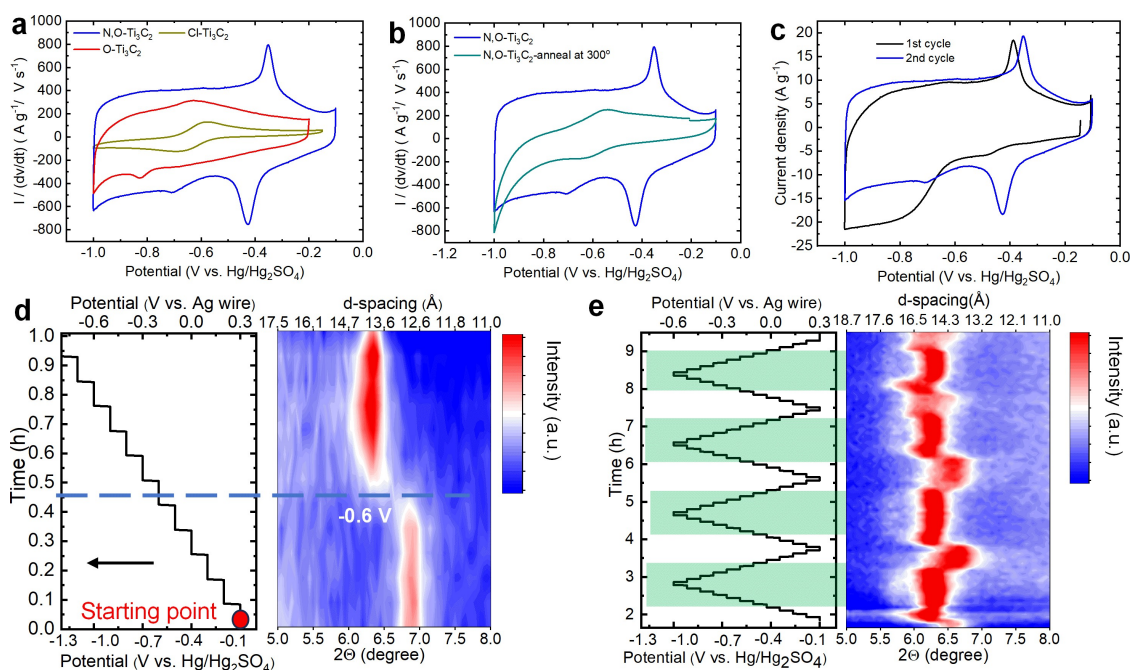 a
N,O-Ti₃C₂
Cl-Ti₃C₂
O-Ti₃C₂
I / (dv/dt) ( A g⁻¹/ V s⁻¹)
1000
800
600
400
200
0
-200
-400
-600
-800
-1.0
-0.8
-0.6
-0.4
-0.2
0.0
Potential (V vs. Hg/Hg₂SO₄)
b
N,O-Ti₃C₂
N,O-Ti₃C₂-anneal at 300°
I / (dv/dt) ( A g⁻¹/ V s⁻¹)
1000
800
600
400
200
0
-200
-400
-600
-800
-1.2
-1.0
-0.8
-0.6
-0.4
-0.2
0.0
Potential (V vs. Hg/Hg₂SO₄)
c
1st cycle
2nd cycle
Current density (A g⁻¹)
20
15
10
5
0
-5
-10
-15
-20
-25
-1.0
-0.8
-0.6
-0.4
-0.2
0.0
Potential (V vs. Hg/Hg₂SO₄)
d
Potential (V vs. Ag wire)
-0.6 -0.3 0.0 0.3
Time (h)
1.0
0.9
0.8
0.7
0.6
0.5
0.4
0.3
0.2
0.1
0.0
Starting point
-1.3 -1.0 -0.7 -0.4 -0.1
Potential (V vs. Hg/Hg₂SO₄)
d-spacing (Å)
17.5 16.1 14.7 13.6 12.6 11.8 11.0
-0.6 V
5.0 5.5 6.0 6.5 7.0 7.5 8.0
2Θ (degree)
Intensity (a.u.)
e
Potential (V vs. Ag wire)
-0.6 -0.3 0.0 0.3
Time (h)
9
8
7
6
5
4
3
2
-1.3 -1.0 -0.7 -0.4 -0.1
Potential (V vs. Hg/Hg₂SO₄)
d-spacing(Å)
18.7 17.6 16.5 14.3 13.2 12.1 11.0
5.0 5.5 6.0 6.5 7.0 7.5 8.0
2Θ (degree)
Intensity (a.u.)